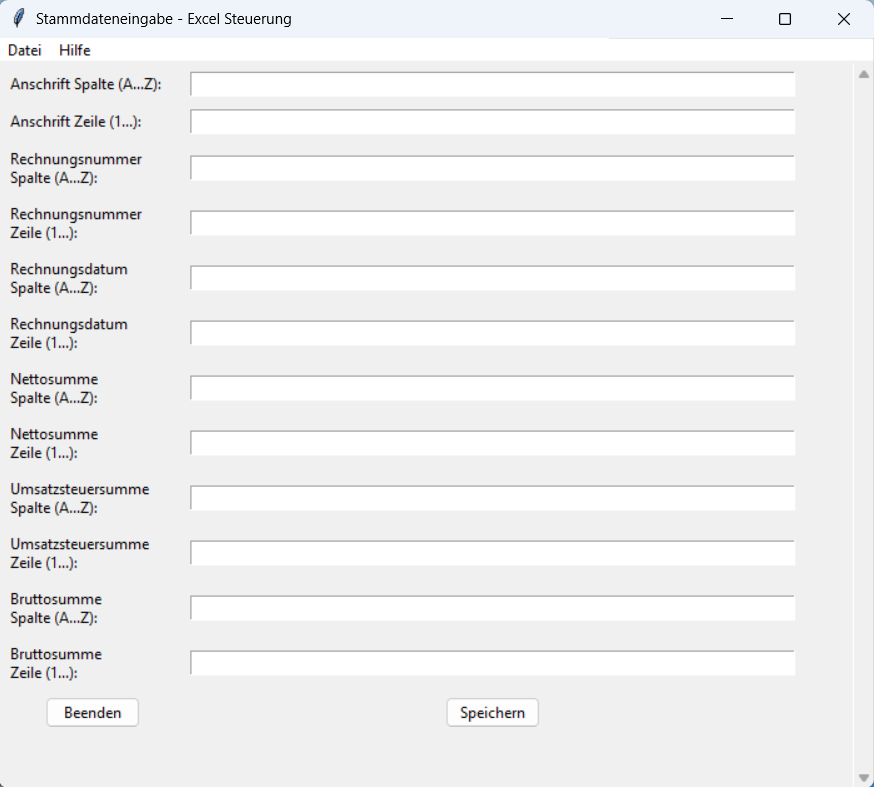 Stammdateneingabe - Excel Steuerung
Datei Hilfe
Anschrift Spalte (A...Z):
Anschrift Zeile (1...):
Rechnungsnummer
Spalte (A...Z):
Rechnungsnummer
Zeile (1...):
Rechnungsdatum
Spalte (A...Z):
Rechnungsdatum
Zeile (1...):
Nettosumme
Spalte (A...Z):
Nettosumme
Zeile (1...):
Umsatzsteuersumme
Spalte (A...Z):
Umsatzsteuersumme
Zeile (1...):
Bruttosumme
Spalte (A...Z):
Bruttosumme
Zeile (1...):
Beenden Speichern